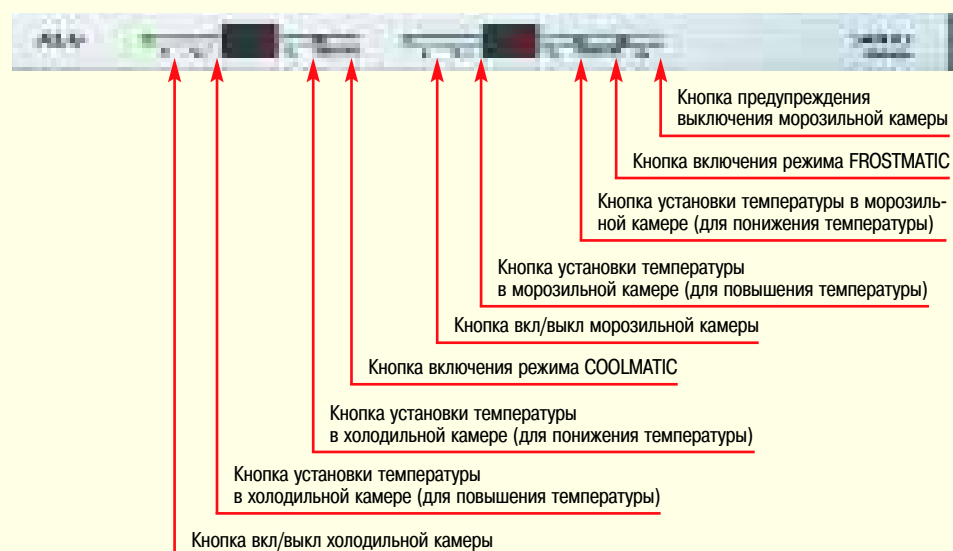 Кнопка предупреждения
выключения морозильной камеры
Кнопка включения режима FROSTMATIC
Кнопка установки температуры в морозиль-
ной камере (для понижения температуры)
Кнопка установки температуры
в морозильной камере (для повышения температуры)
Кнопка вкл/выкл морозильной камеры
Кнопка включения режима COOLMATIC
Кнопка установки температуры
в холодильной камере (для понижения температуры)
Кнопка установки температуры
в холодильной камере (для повышения температуры)
Кнопка вкл/выкл холодильной камеры